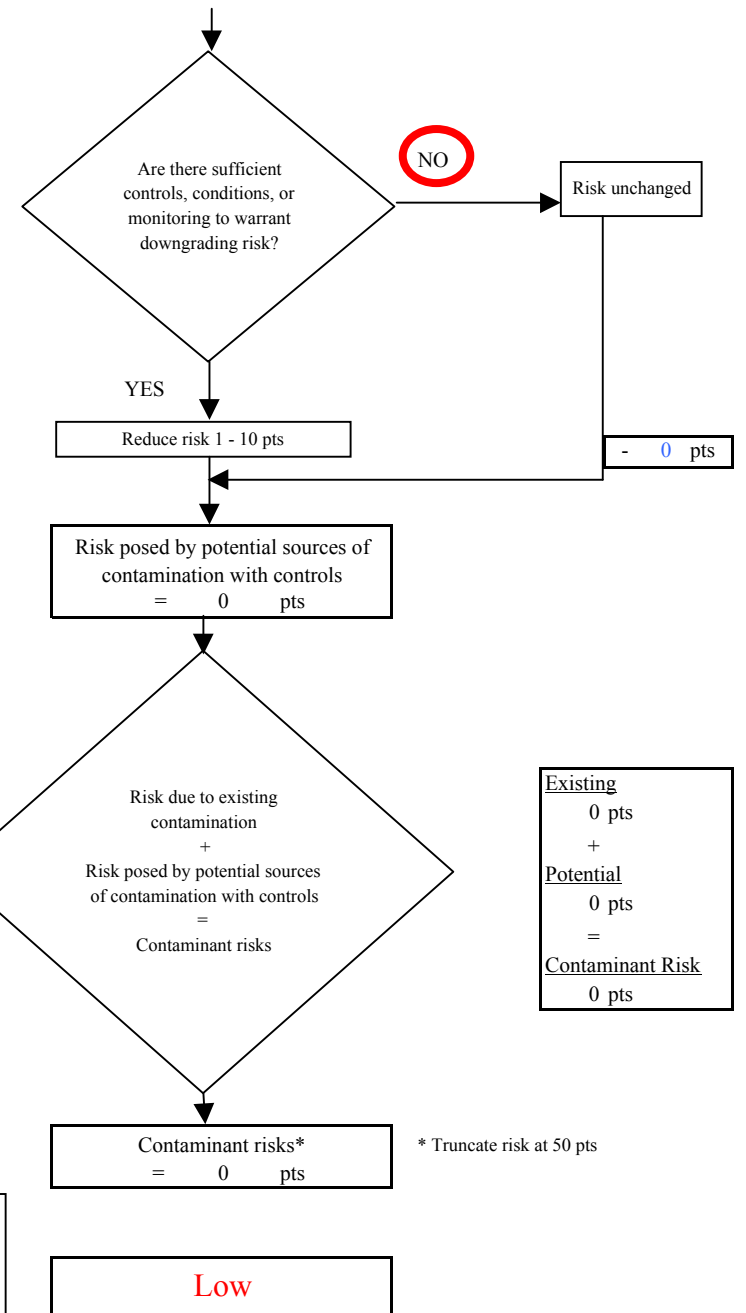 Are there sufficient
controls, conditions, or
monitoring to warrant
downgrading risk?
NO
Risk unchanged
YES
Reduce risk 1 - 10 pts
- 0 pts
Risk posed by potential sources of
contamination with controls
= 0 pts
Risk due to existing
contamination
+
Risk posed by potential sources
of contamination with controls
=
Contaminant risks
Existing
0 pts
+
Potential
0 pts
=
Contaminant Risk
0 pts
Contaminant risks*
= 0 pts
* Truncate risk at 50 pts
Low